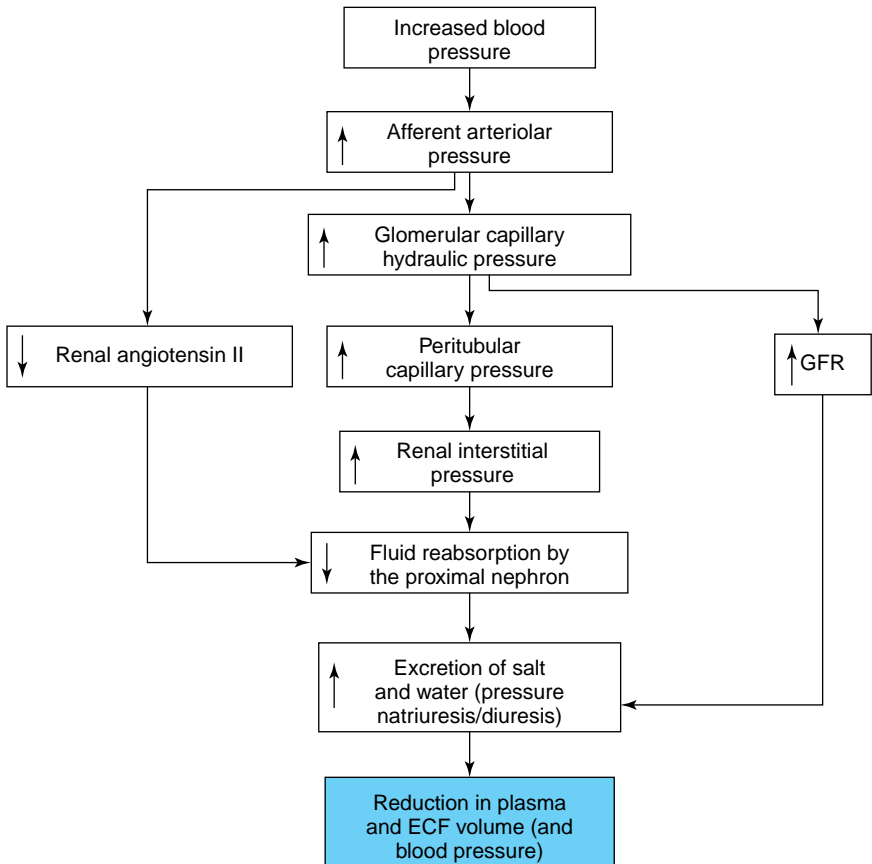 Increased blood
pressure
Afferent arteriolar
pressure
Glomerular capillary
hydraulic pressure
Renal angiotensin II
Peritubular
capillary pressure
GFR
Renal interstitial
pressure
Fluid reabsorption by
the proximal nephron
Excretion of salt
and water (pressure
natriuresis/diuresis)
Reduction in plasma
and ECF volume (and
blood pressure)